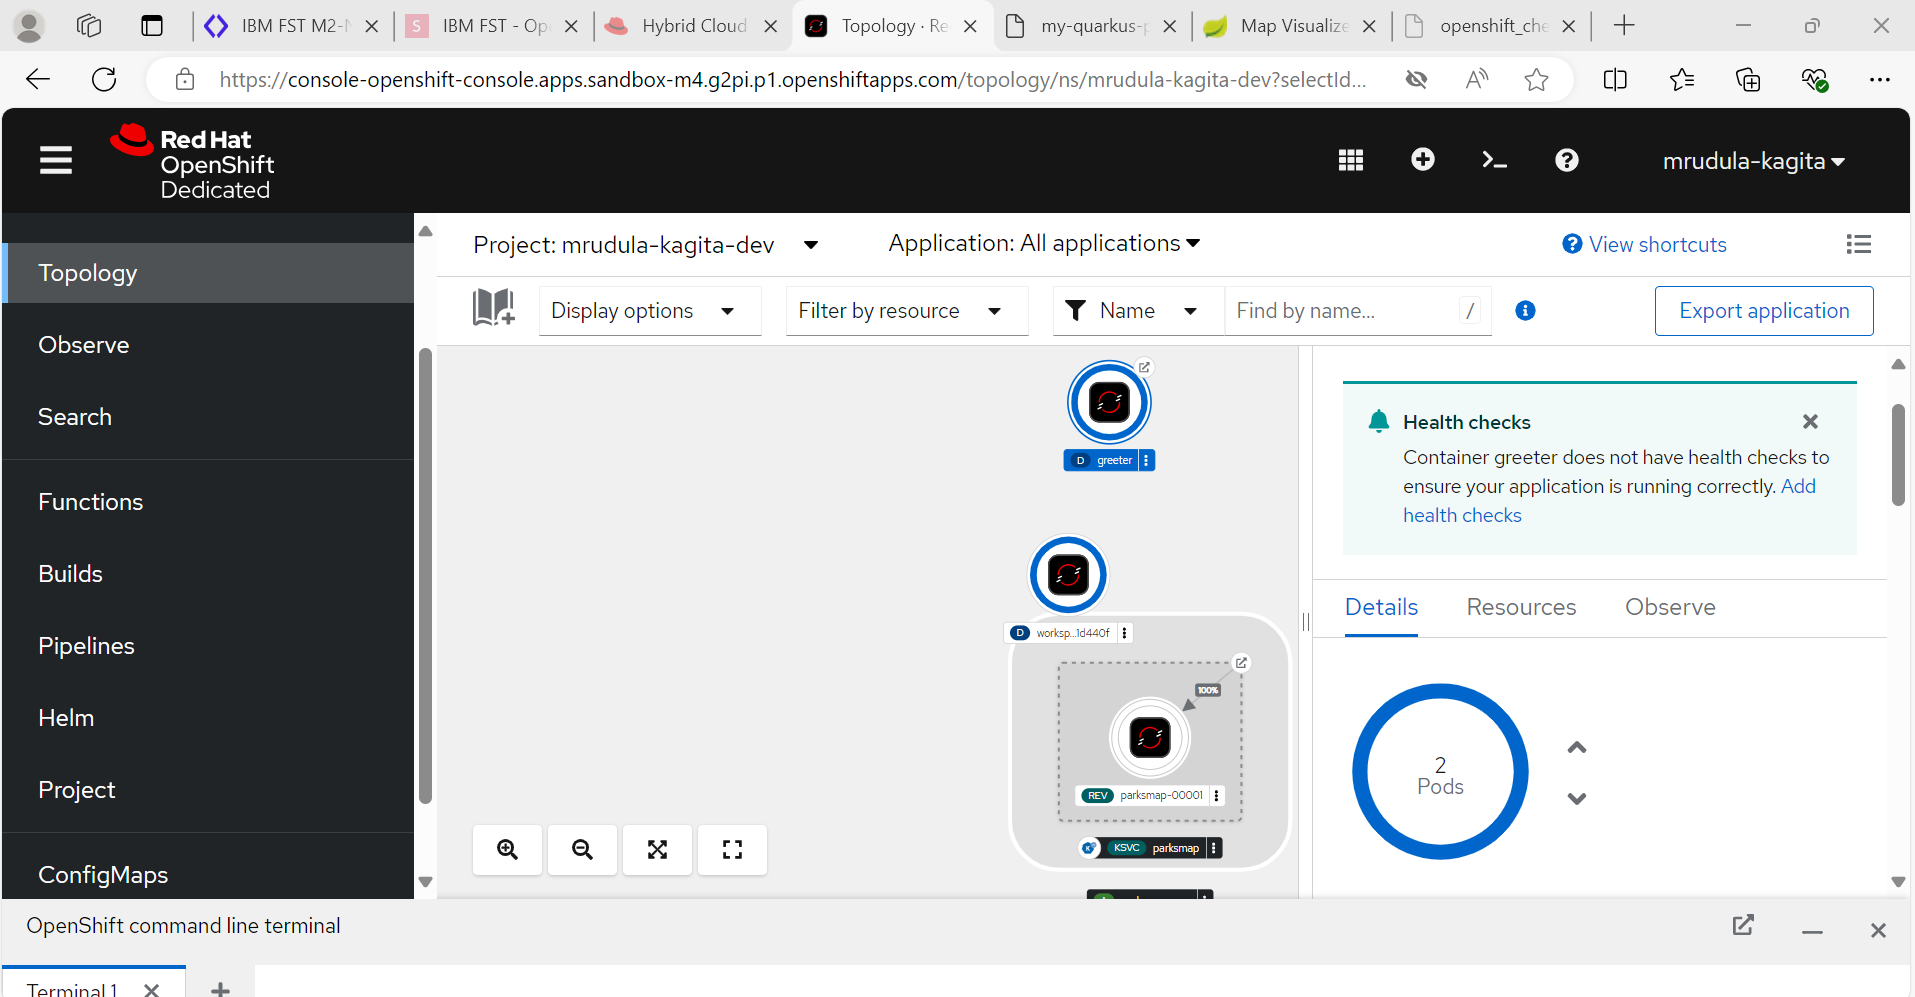 IBM FST M2-
IBM FST - Op
Hybrid Cloud
Topology · Re
my-quarkus-p
Map Visualize
openshift_che
https://console-openshift-console.apps.sandbox-m4.g2pi.p1.openshiftapps.com/topology/ns/mrudula-kagita-dev?selectId...
Red Hat
OpenShift
Dedicated
mrudula-kagita
Topology
Observe
Search
Functions
Builds
Pipelines
Helm
Project
ConfigMaps
Project: mrudula-kagita-dev
Application: All applications
View shortcuts
Display options
Filter by resource
Name
Find by name...
/
Export application
D greeter
D worksp...1d440f
100%
REV parksmap-00001
KSVC parksmap
Health checks
Container greeter does not have health checks to
ensure your application is running correctly. Add
health checks
Details
Resources
Observe
2
Pods
OpenShift command line terminal
Terminal 1